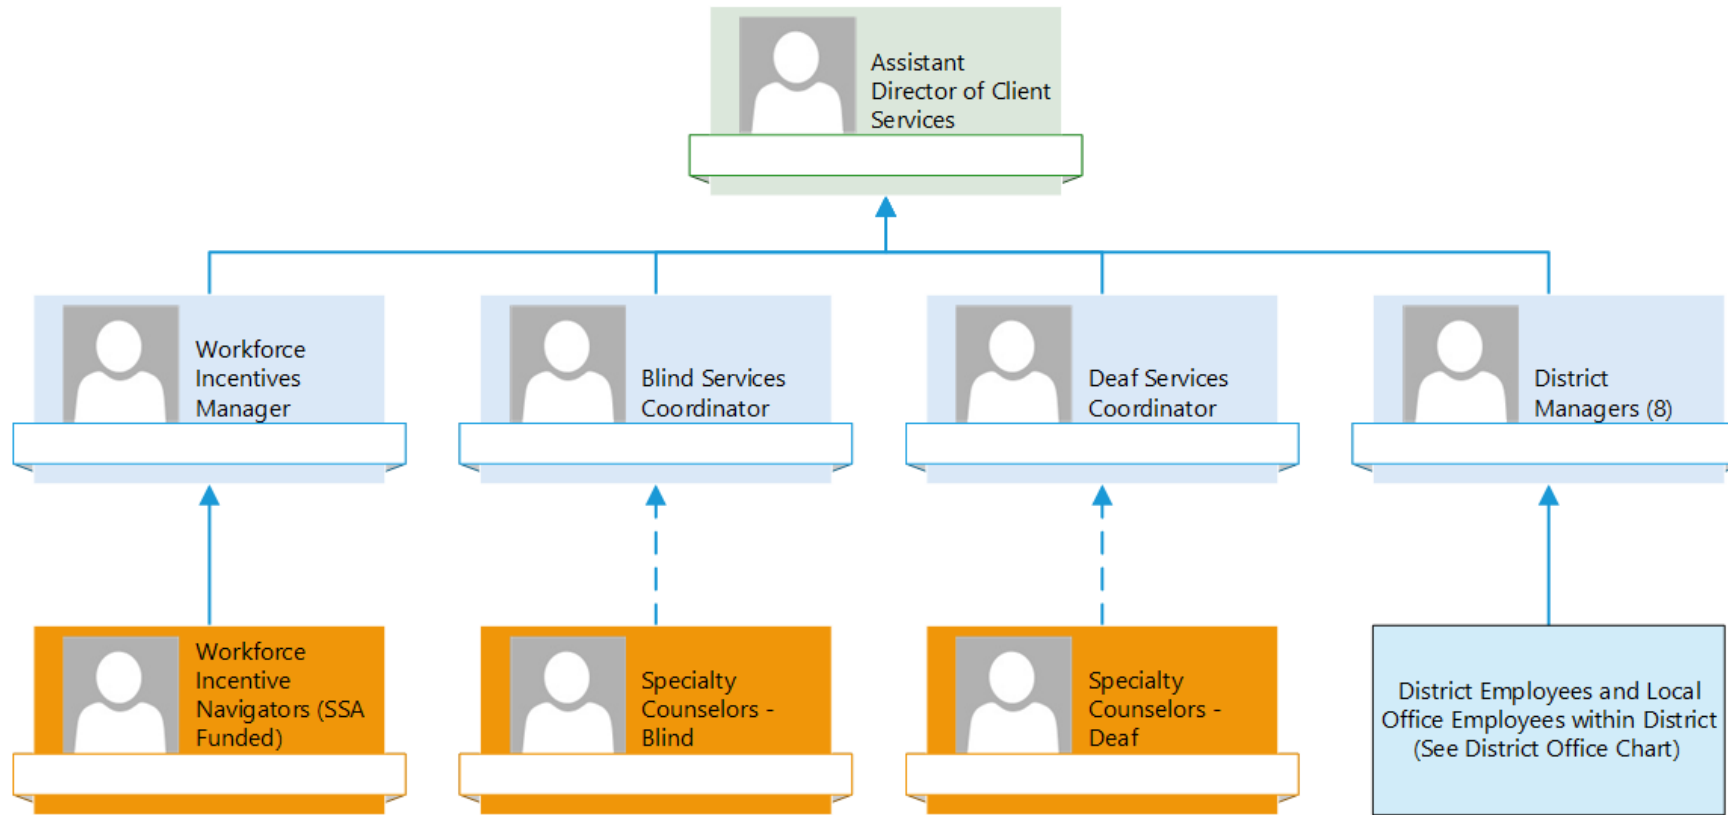 Assistant
Director of Client
Services
Workforce
Incentives
Manager
Blind Services
Coordinator
Deaf Services
Coordinator
District
Managers (8)
Workforce
Incentive
Navigators (SSA
Funded)
Specialty
Counselors -
Blind
Specialty
Counselors -
Deaf
District Employees and Local
Office Employees within District
(See District Office Chart)